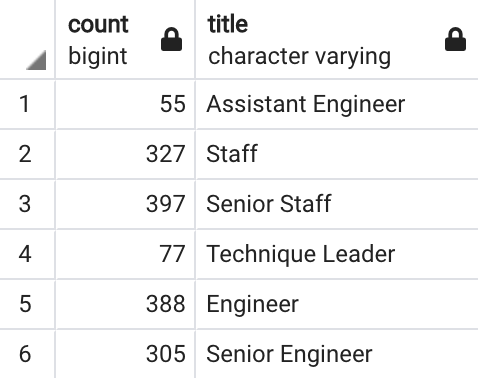 count title
bigint character varying
1 55 Assistant Engineer
2 327 Staff
3 397 Senior Staff
4 77 Technique Leader
5 388 Engineer
6 305 Senior Engineer